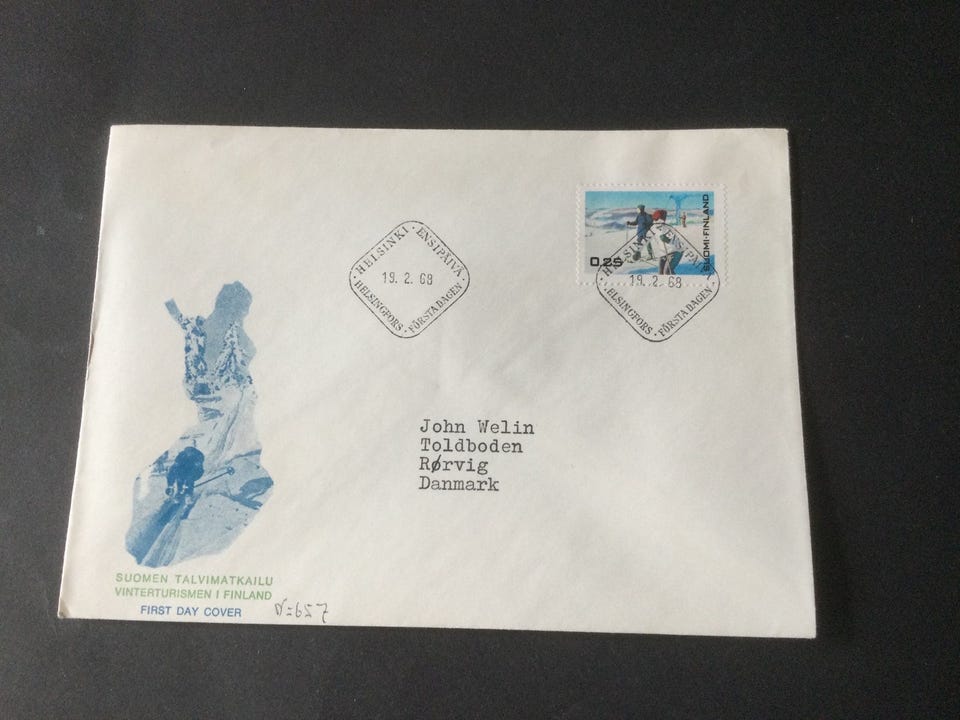 HELSINKI · ENSIPÄIVÄ ·
19. 2. 68
HELSINGFORS · FÖRSTA DAGEN
0.25
SUOMI-FINLAND
HELSINKI · ENSIPÄIVÄ
19. 2. 68
HELSINGFORS · FÖRSTA DAGEN ·
John Welin
Toldboden
Rørvig
Danmark
SUOMEN TALVIMATKAILU
VINTERTURISMEN I FINLAND
FIRST DAY COVER